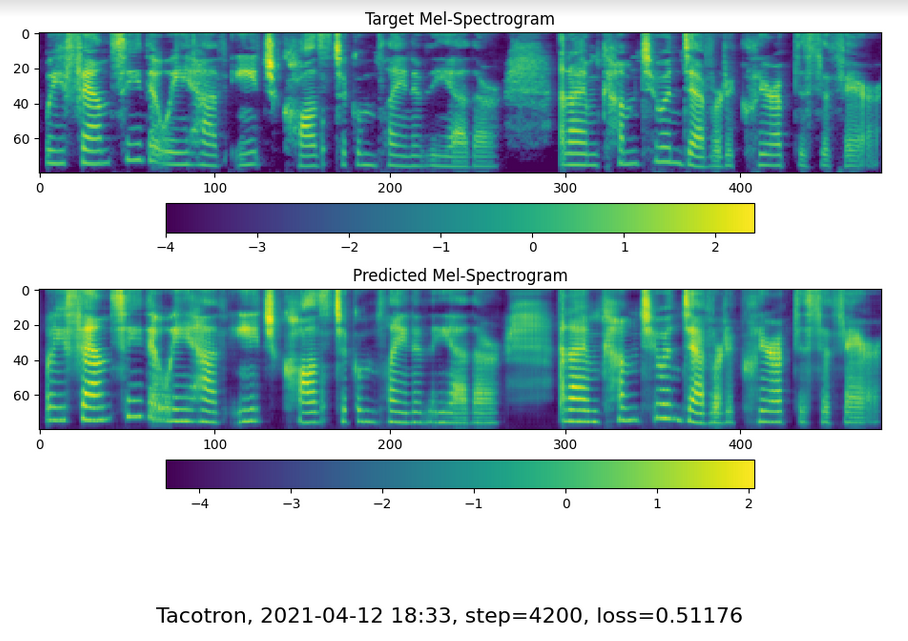 Target Mel-Spectrogram
0
20
40
60
0 100 200 300 400
−4 −3 −2 −1 0 1 2
Predicted Mel-Spectrogram
0
20
40
60
0 100 200 300 400
−4 −3 −2 −1 0 1 2
Tacotron, 2021-04-12 18:33, step=4200, loss=0.51176